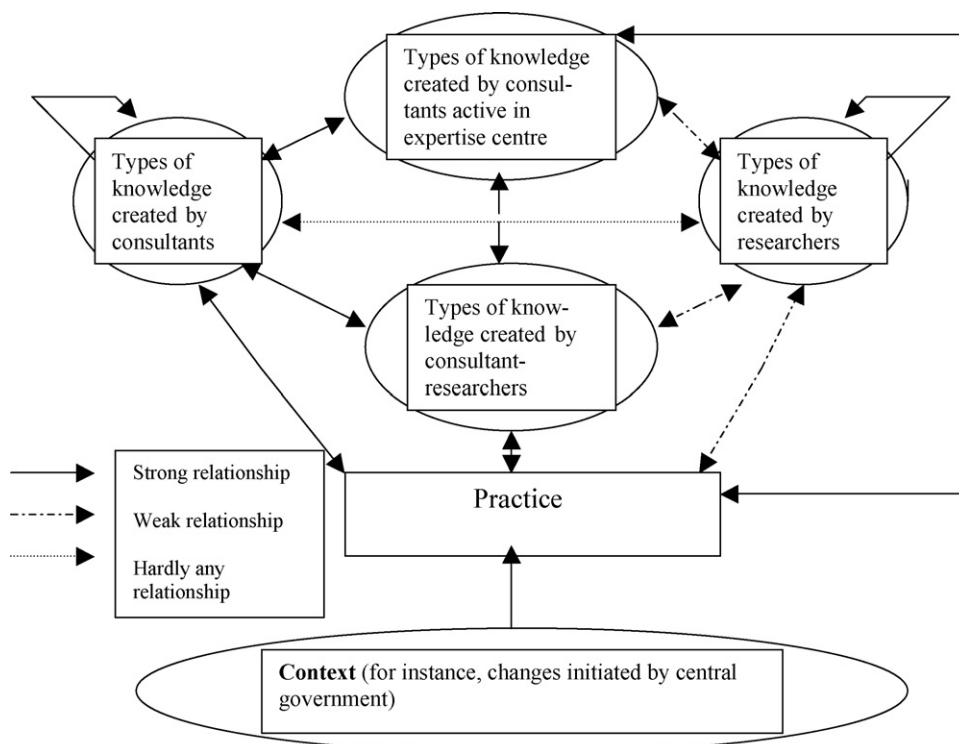 Types of knowledge
created by consul-
tants active in
expertise centre
Types of
knowledge
created by
consultants
Types of
knowledge
created by
researchers
Types of know-
ledge created by
consultant-
researchers
Strong relationship
Weak relationship
Hardly any
relationship
Practice
Context (for instance, changes initiated by central
government)